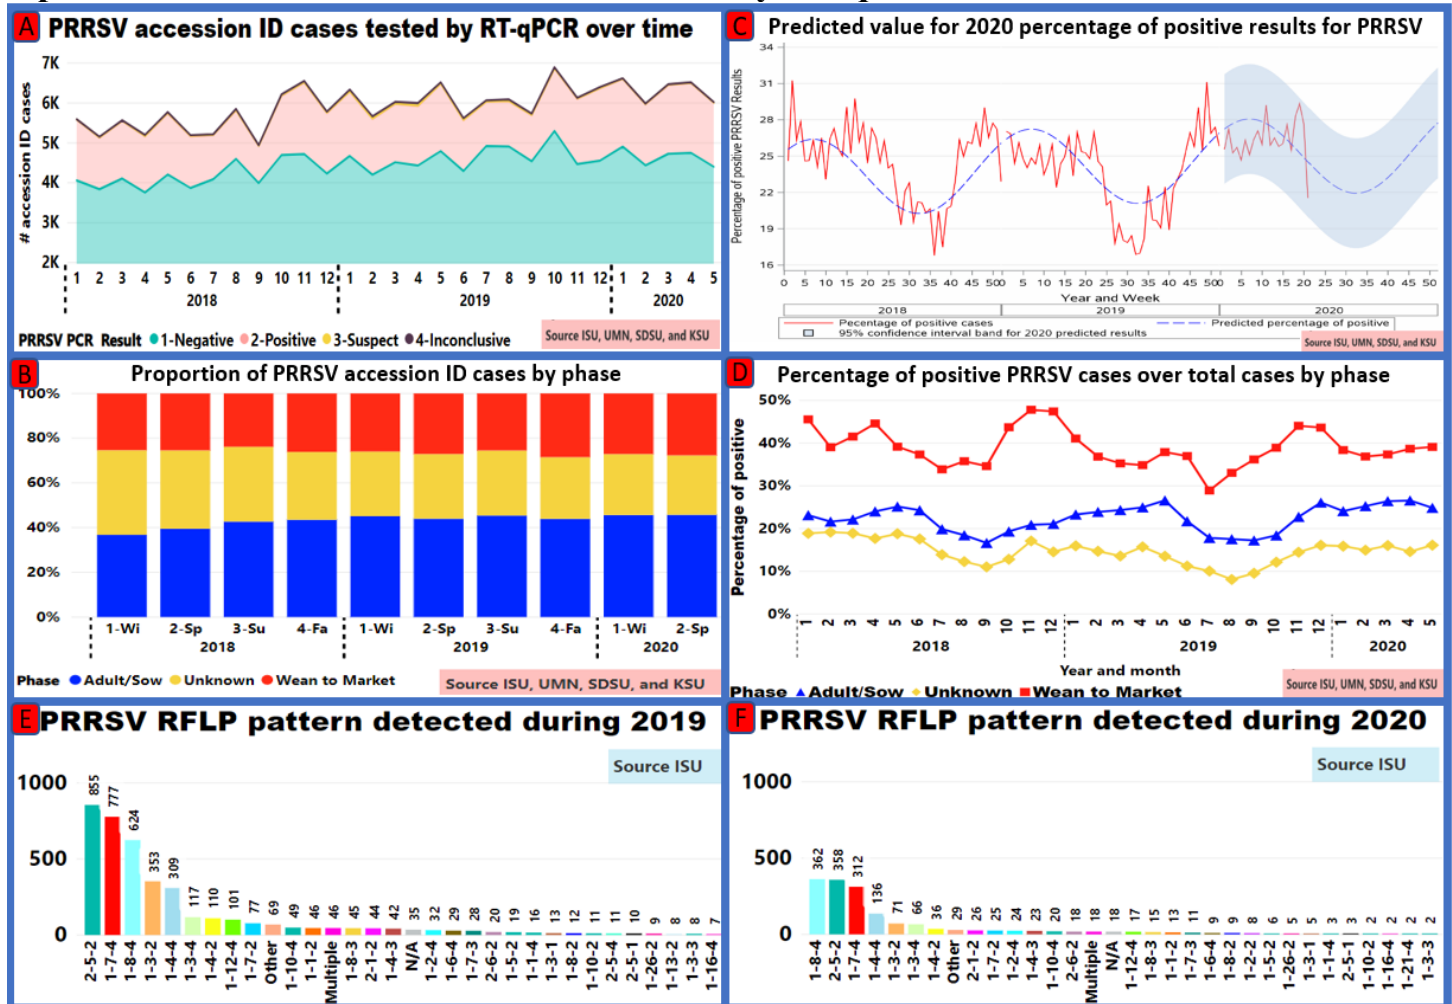 A PRRSV accession ID cases tested by RT-qPCR over time
# accession ID cases
7K
6K
5K
4K
3K
2K
1 2 3 4 5 6 7 8 9 10 11 12 1 2 3 4 5 6 7 8 9 10 11 12 1 2 3 4 5
2018 2019 2020
PRRSV PCR Result 1-Negative 2-Positive 3-Suspect 4-Inconclusive
Source ISU, UMN, SDSU, and KSU
C Predicted value for 2020 percentage of positive results for PRRSV
Percentage of positive PRRSV Results
34
31
28
25
22
19
16
0 5 10 15 20 25 30 35 40 45 500 5 10 15 20 25 30 35 40 45 500 5 10 15 20 25 30 35 40 45 50
Year and Week
2018 2019 2020
Pecentage of positive cases Predicted percentage of positive
95% confidence interval band for 2020 predicted results
Source ISU, UMN, SDSU, and KSU
B Proportion of PRRSV accession ID cases by phase
100%
80%
60%
40%
20%
0%
1-Wi 2-Sp 3-Su 4-Fa 1-Wi 2-Sp 3-Su 4-Fa 1-Wi 2-Sp
2018 2019 2020
Phase Adult/Sow Unknown Wean to Market
Source ISU, UMN, SDSU, and KSU
D Percentage of positive PRRSV cases over total cases by phase
Percentage of positive
50%
40%
30%
20%
10%
0%
1 2 3 4 5 6 7 8 9 10 11 12 1 2 3 4 5 6 7 8 9 10 11 12 1 2 3 4 5
2018 2019 2020
Year and month
Phase Adult/Sow Unknown Wean to Market
Source ISU, UMN, SDSU, and KSU
E PRRSV RFLP pattern detected during 2019
Source ISU
1000
500
0
855 777 624 353 309 117 110 101 77 69 49 46 46 45 44 42 35 32 29 28 20 19 16 13 12 11 11 10 9 8 8 7
2-5-2 1-7-4 1-8-4 1-3-2 1-4-4 1-3-4 1-4-2 1-12-4 1-7-2 Other 1-10-4 1-1-2 Multiple 1-8-3 2-1-2 1-4-3 N/A 1-2-4 1-6-4 1-7-3 2-6-2 1-5-2 1-1-4 1-3-1 1-8-2 1-10-2 2-5-4 2-5-1 1-26-2 1-13-2 1-3-3 1-16-4
F PRRSV RFLP pattern detected during 2020
Source ISU
1000
500
0
362 358 312 136 71 66 36 29 26 25 24 23 20 18 18 18 17 15 13 11 9 9 8 6 5 5 4 3 3 2 2 2 2
1-8-4 2-5-2 1-7-4 1-4-4 1-3-2 1-3-4 1-4-2 Other 2-1-2 1-7-2 1-2-4 1-4-3 1-10-4 2-6-2 Multiple N/A 1-12-4 1-8-3 1-1-2 1-7-3 1-6-4 1-8-2 2-5-4 1-5-2 1-26-2 1-3-1 1-1-4 2-5-1 1-10-2 1-16-4 1-21-4 1-3-3